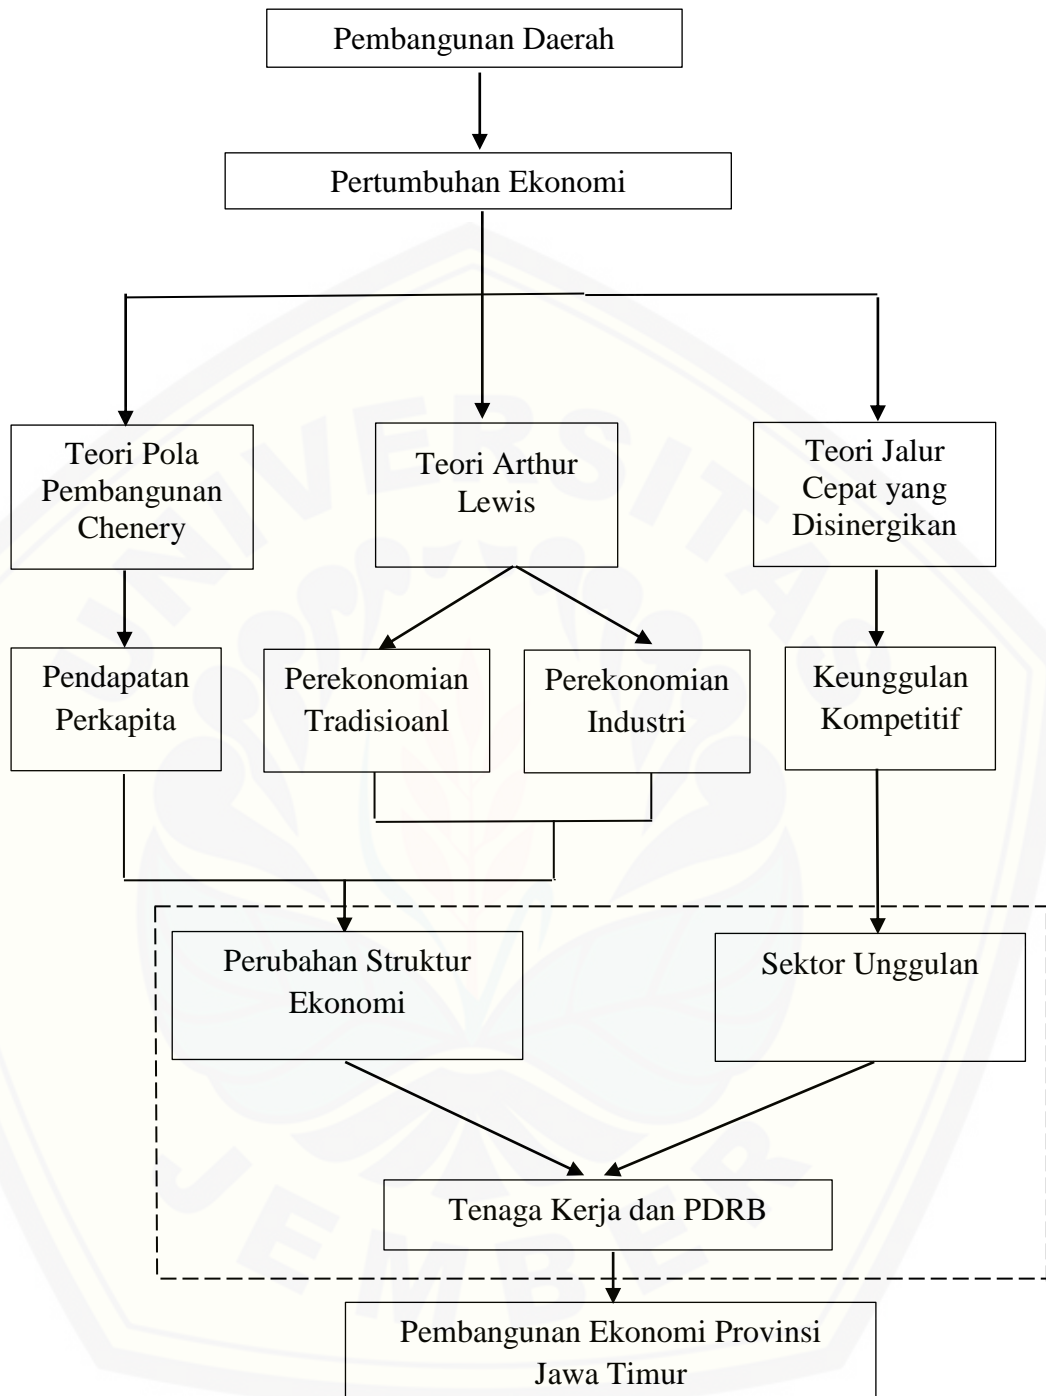 Pembangunan Daerah
Pertumbuhan Ekonomi
Teori Pola
Pembangunan
Chenery
Teori Arthur
Lewis
Teori Jalur
Cepat yang
Disinergikan
Pendapatan
Perkapita
Perekonomian
Tradisioanl
Perekonomian
Industri
Keunggulan
Kompetitif
Perubahan Struktur
Ekonomi
Sektor Unggulan
Tenaga Kerja dan PDRB
Pembangunan Ekonomi Provinsi
Jawa Timur
UNIVERSITAS
JEMBER